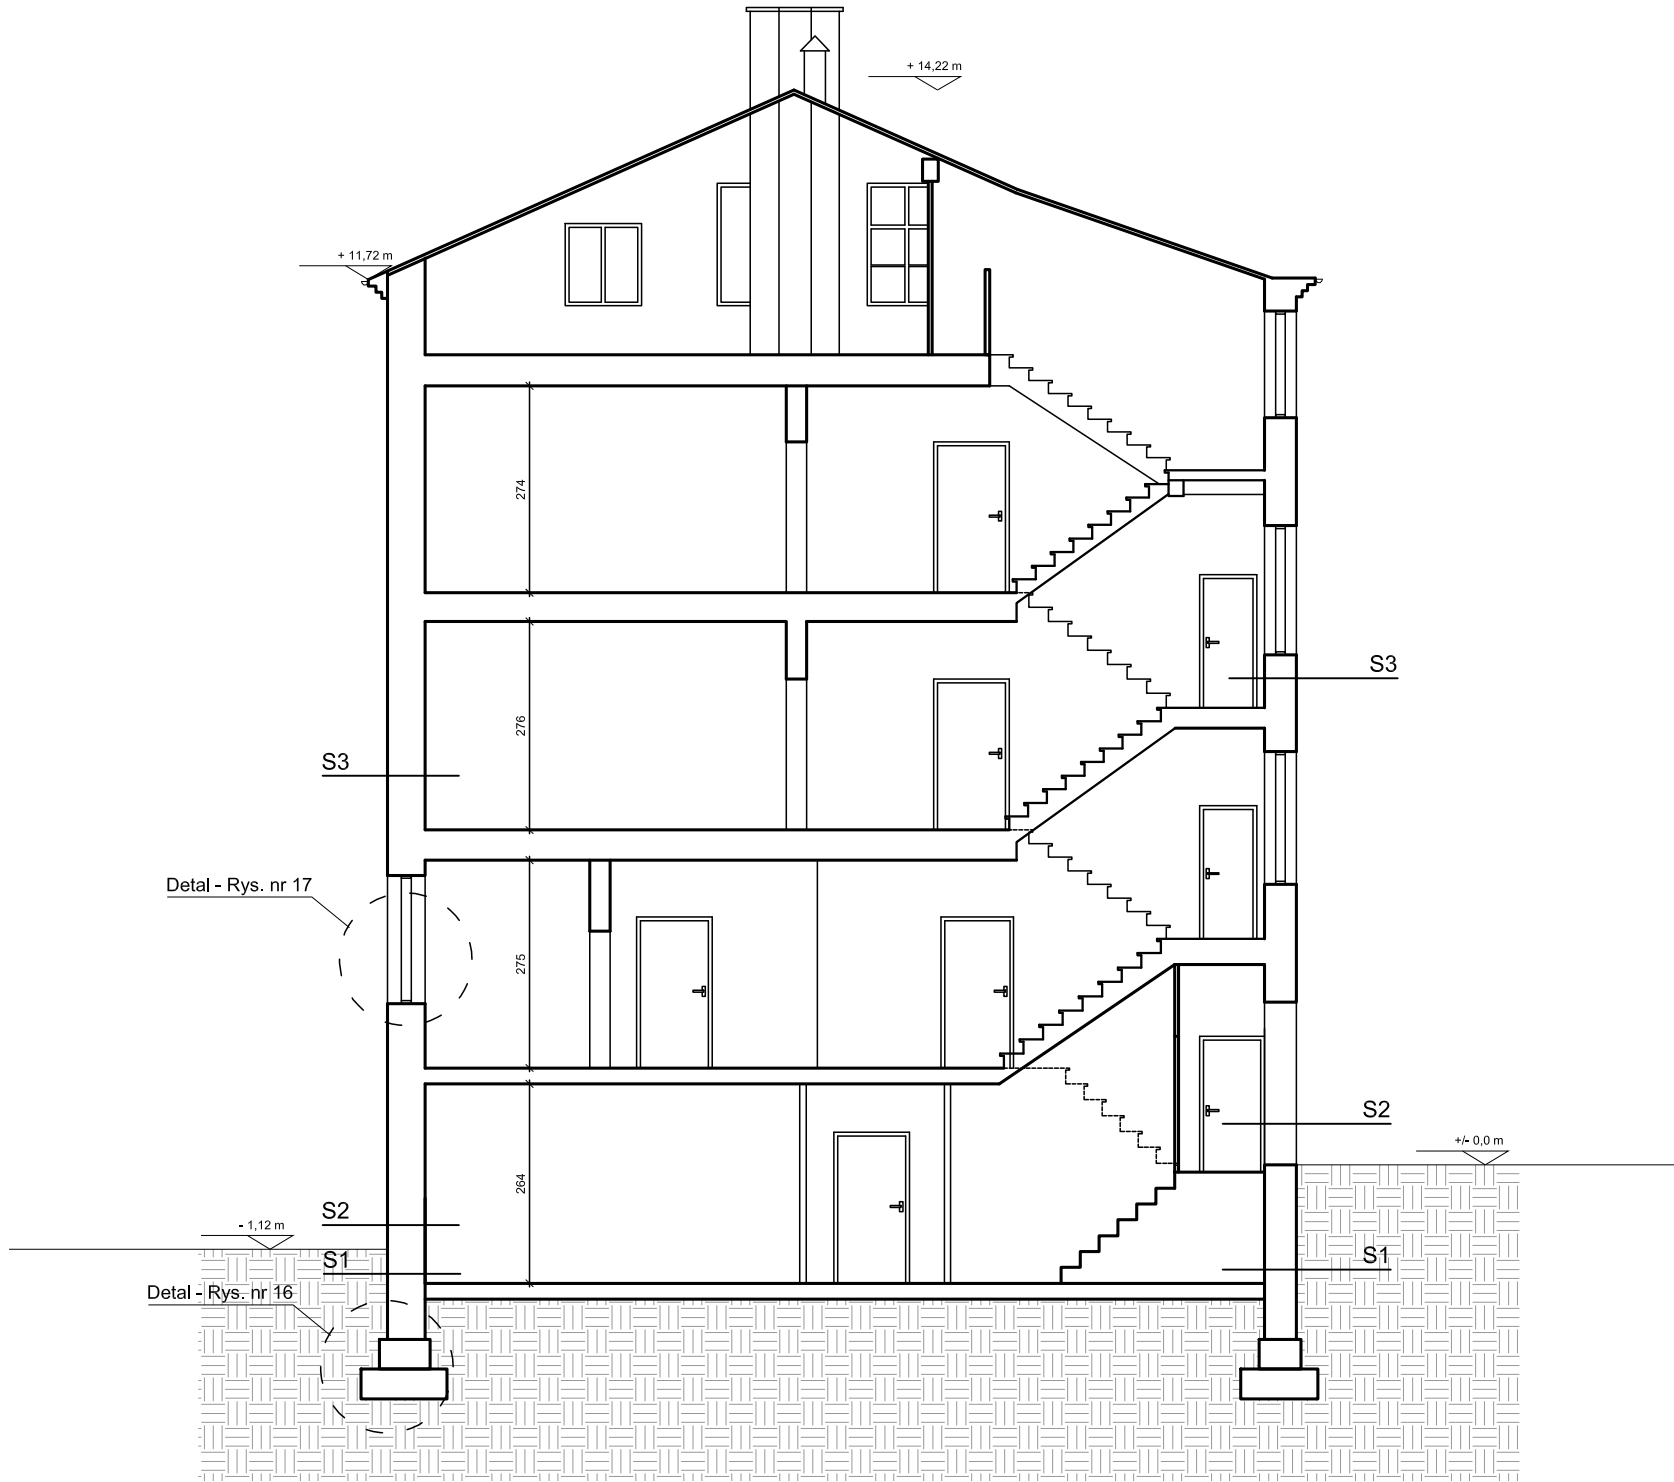 + 14,22 m
+ 11,72 m
274
S3
276
S3
Detal - Rys. nr 17
275
S2
+/- 0,0 m
264
S2
- 1,12 m
S1
S1
Detal - Rys. nr 16